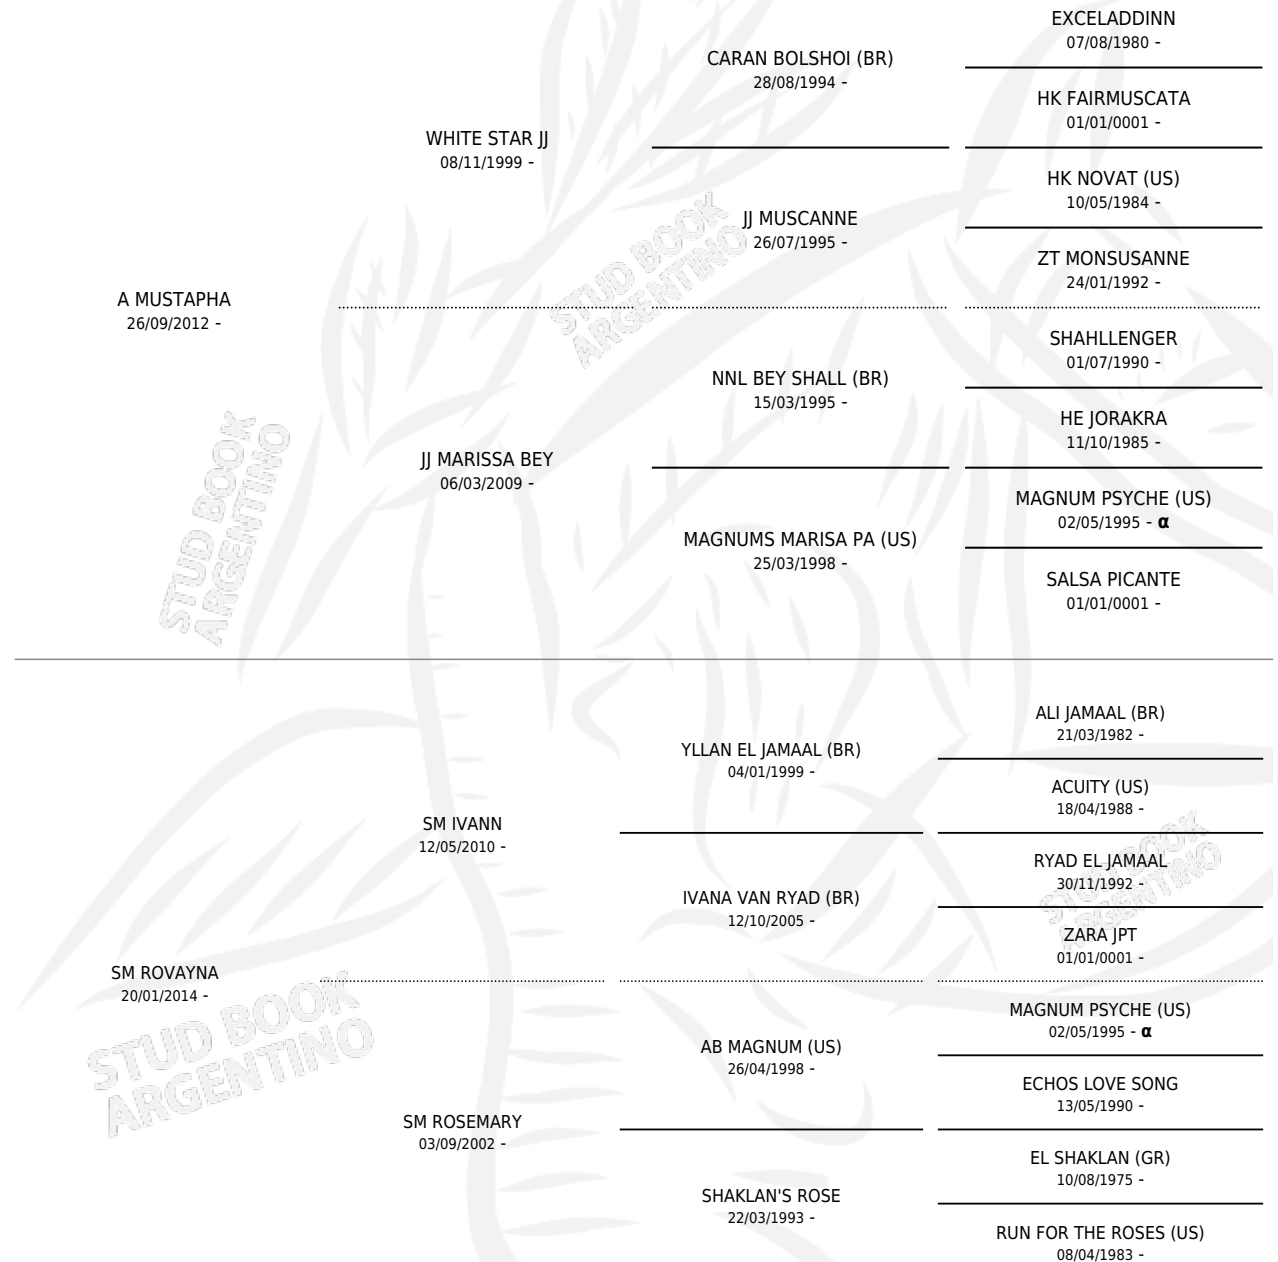 EXCELADDINN
07/08/1980 -
CARAN BOLSHOI (BR)
28/08/1994 -
HK FAIRMUSCATA
01/01/0001 -
WHITE STAR JJ
08/11/1999 -
HK NOVAT (US)
10/05/1984 -
JJ MUSCANNE
26/07/1995 -
ZT MONSUSANNE
24/01/1992 -
A MUSTAPHA
26/09/2012 -
SHAHLLENGER
01/07/1990 -
NNL BEY SHALL (BR)
15/03/1995 -
HE JORAKRA
11/10/1985 -
JJ MARISSA BEY
06/03/2009 -
MAGNUM PSYCHE (US)
02/05/1995 - α
MAGNUMS MARISA PA (US)
25/03/1998 -
SALSA PICANTE
01/01/0001 -
STUD BOOK
ARGENTINO
STUD BOOK
ARGENTINO
ALI JAMAAL (BR)
21/03/1982 -
YLLAN EL JAMAAL (BR)
04/01/1999 -
ACUITY (US)
18/04/1988 -
SM IVANN
12/05/2010 -
RYAD EL JAMAAL
30/11/1992 -
IVANA VAN RYAD (BR)
12/10/2005 -
ZARA JPT
01/01/0001 -
SM ROVAYNA
20/01/2014 -
MAGNUM PSYCHE (US)
02/05/1995 - α
AB MAGNUM (US)
26/04/1998 -
ECHOS LOVE SONG
13/05/1990 -
SM ROSEMARY
03/09/2002 -
EL SHAKLAN (GR)
10/08/1975 -
SHAKLAN'S ROSE
22/03/1993 -
RUN FOR THE ROSES (US)
08/04/1983 -
STUD BOOK
ARGENTINO
STUD BOOK
ARGENTINO